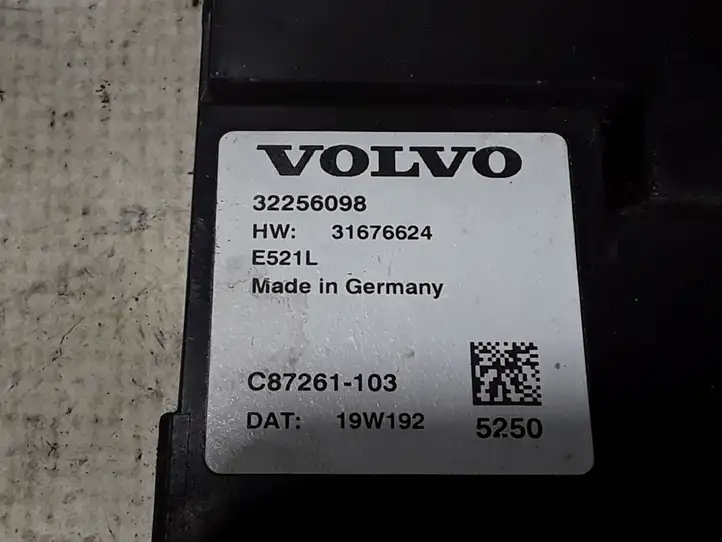 VOLVO
32256098
HW: 31676624
E521L
Made in Germany
C87261-103
DAT: 19W192
5250